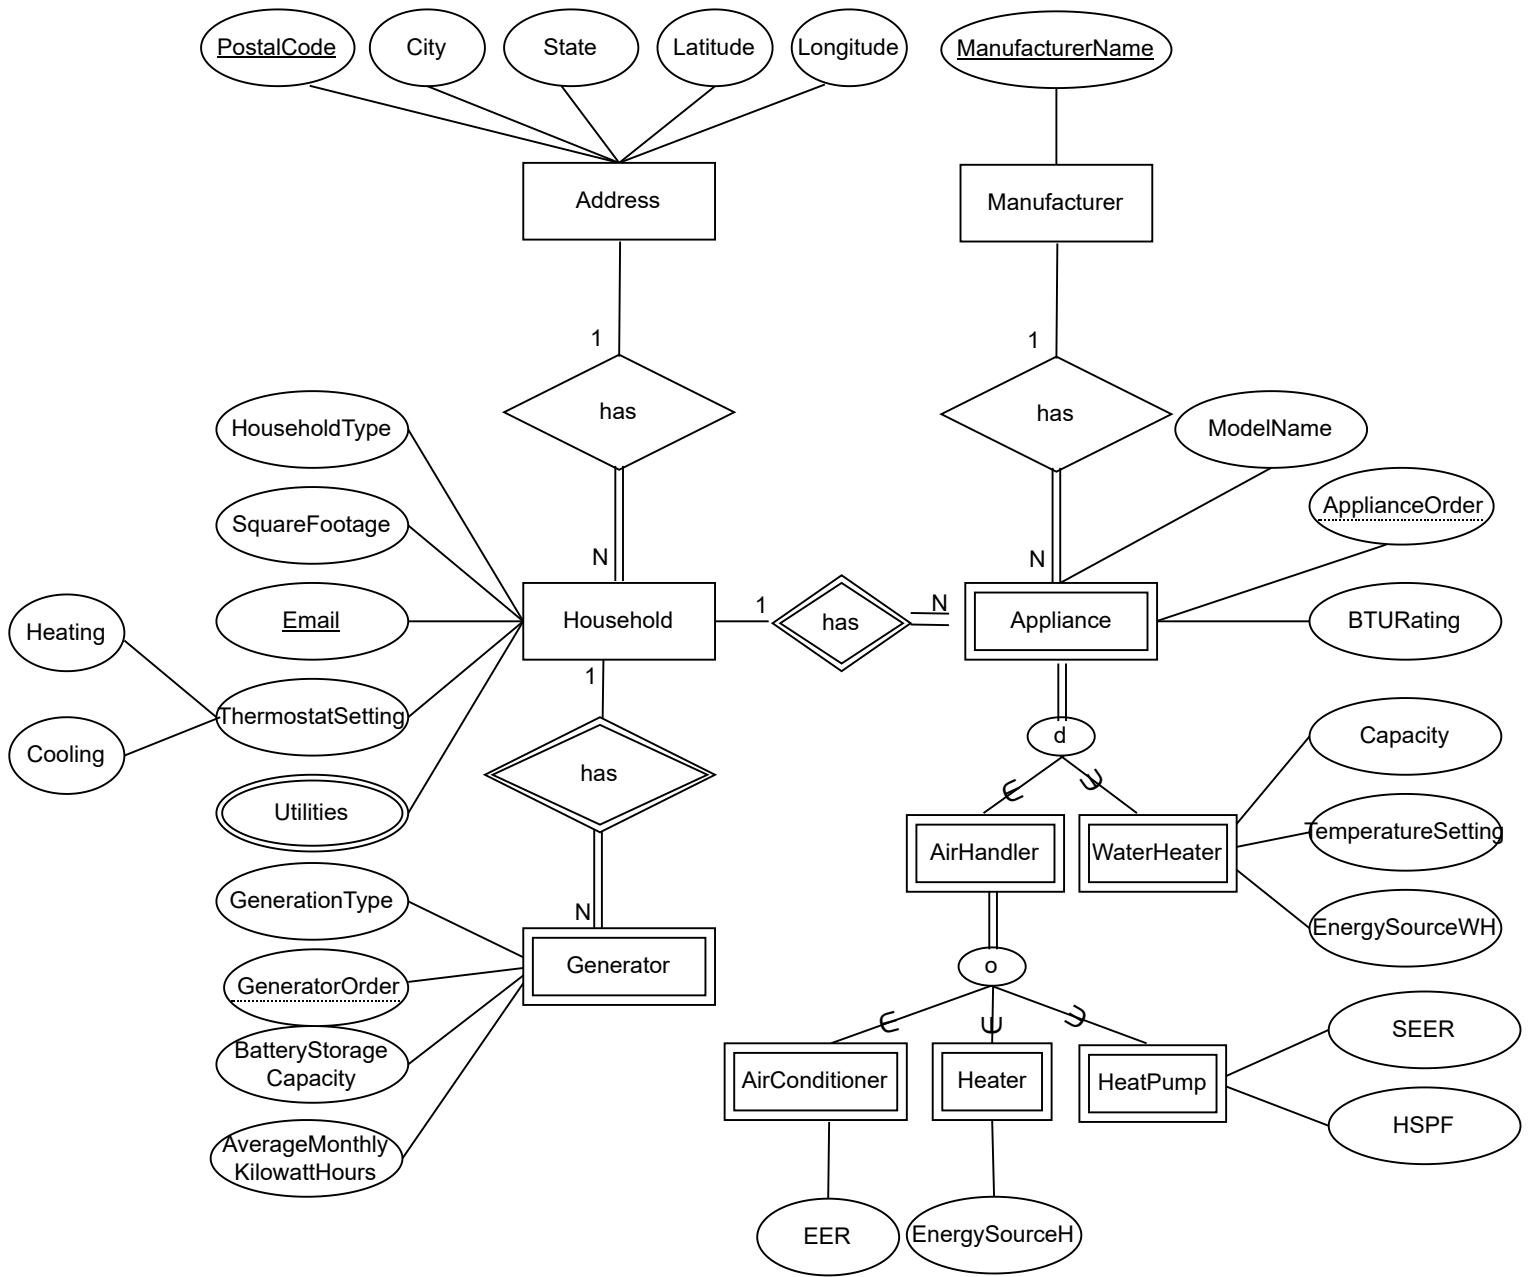 PostalCode
City
State
Latitude
Longitude
ManufacturerName
Address
Manufacturer
1
1
has
has
HouseholdType
ModelName
SquareFootage
ApplianceOrder
N
N
Heating
Email
Household
1
has
N
Appliance
BTURating
1
ThermostatSetting
d
Capacity
Cooling
has
Utilities
TemperatureSetting
AirHandler
WaterHeater
GenerationType
N
EnergySourceWH
Generator
o
GeneratorOrder
BatteryStorage
Capacity
SEER
AirConditioner
Heater
HeatPump
AverageMonthly
KilowattHours
HSPF
EER
EnergySourceH